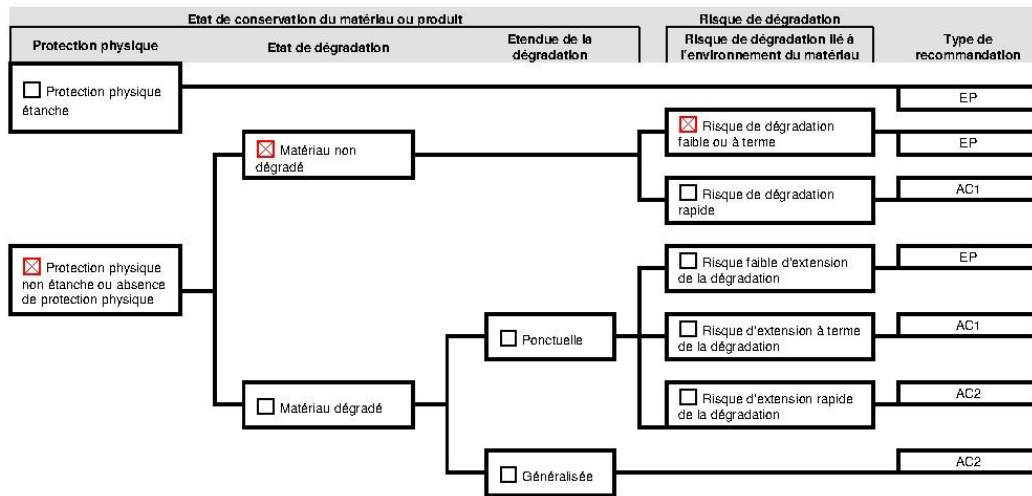 Etat de conservation du matériau ou produit
Risque de dégradation
Protection physique
Etat de dégradation
Etendue de la
dégradation
Risque de dégradation lié à
l'environnement du matériau
Type de
recommandation
Protection physique
étanche
EP
Matériau non
dégradé
Risque de dégradation
faible ou à terme
EP
Risque de dégradation
rapide
AC1
Protection physique
non étanche ou absence
de protection physique
Risque faible d'extension
de la dégradation
EP
Ponctuelle
Risque d'extension à terme
de la dégradation
AC1
Matériau dégradé
Risque d'extension rapide
de la dégradation
AC2
Généralisée
AC2